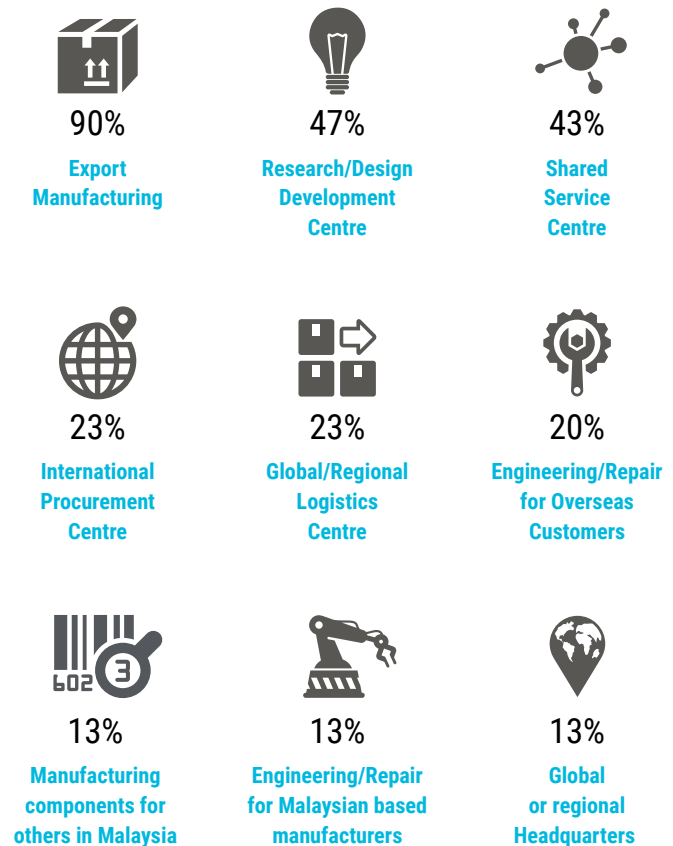 90%
Export
Manufacturing
47%
Research/Design
Development
Centre
43%
Shared
Service
Centre
23%
International
Procurement
Centre
23%
Global/Regional
Logistics
Centre
20%
Engineering/Repair
for Overseas
Customers
602
3
13%
Manufacturing
components for
others in Malaysia
13%
Engineering/Repair
for Malaysian based
manufacturers
13%
Global
or regional
Headquarters